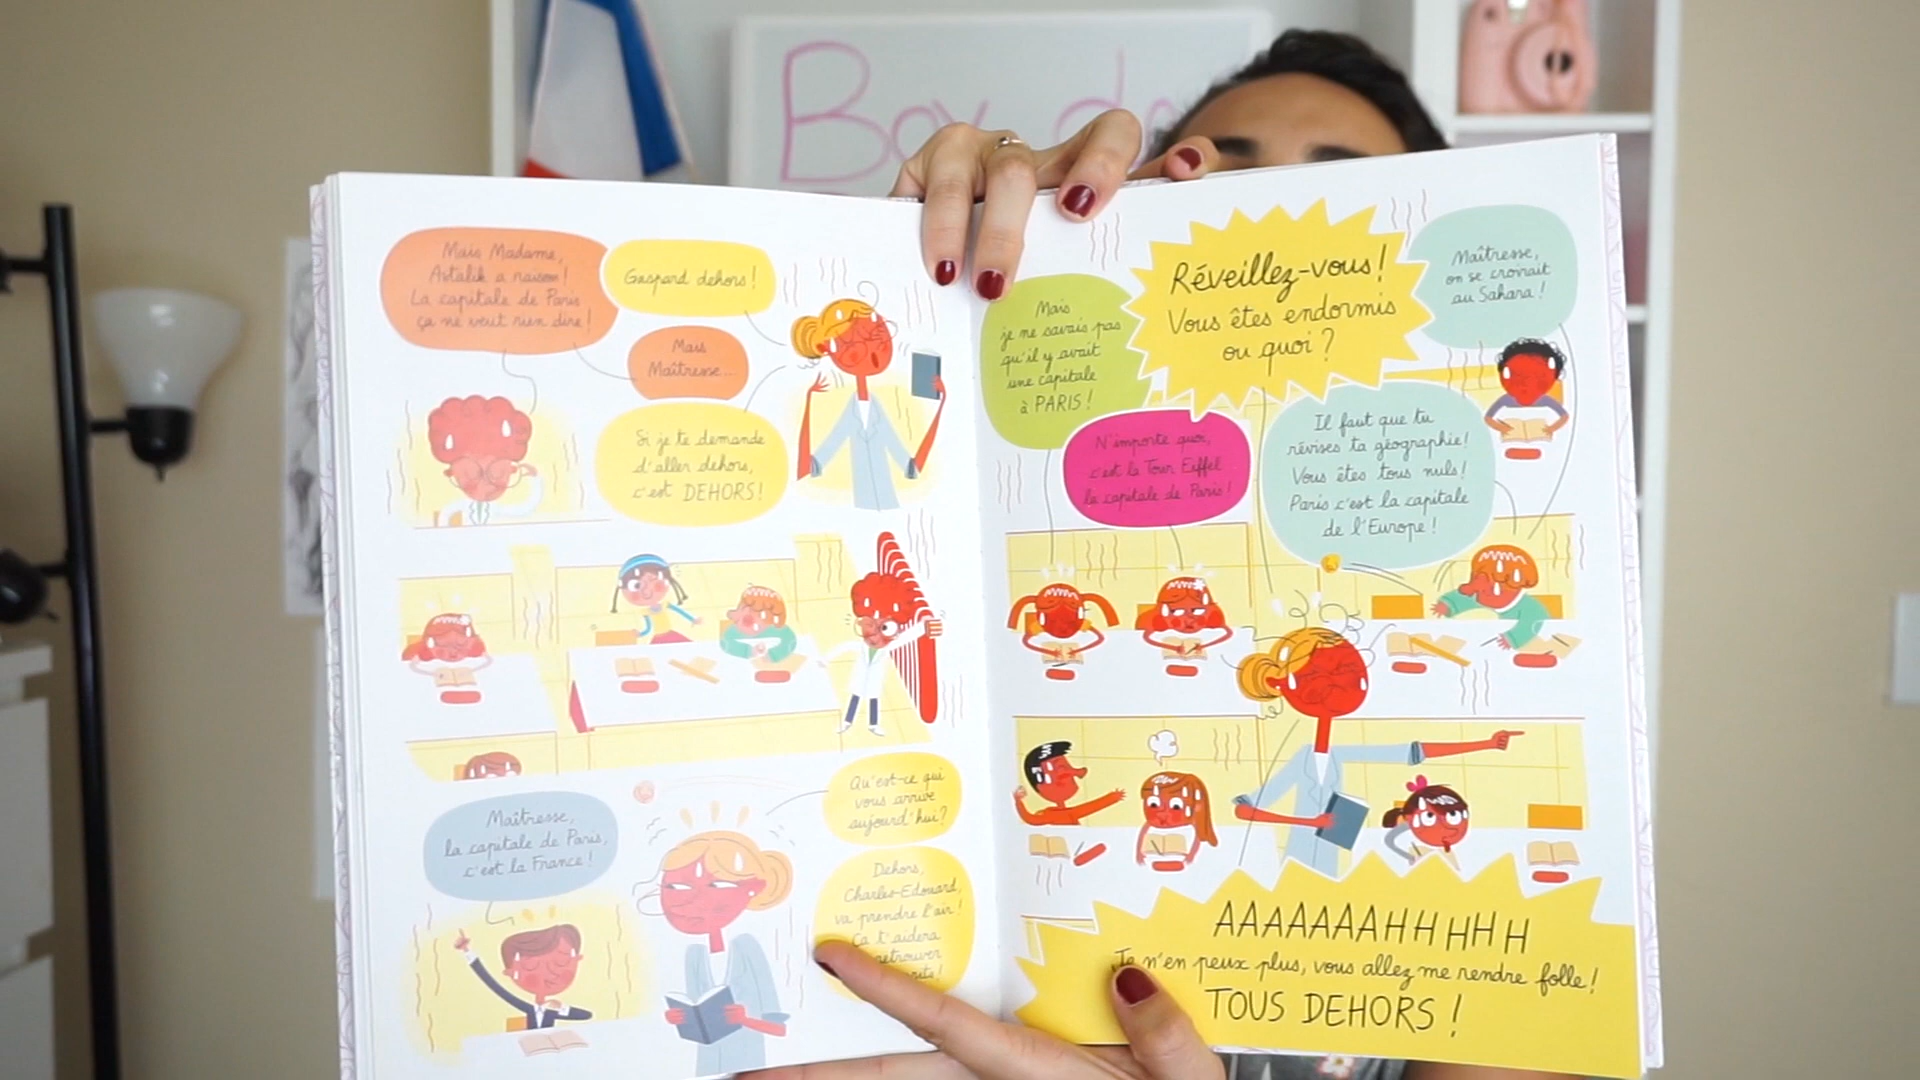 Box de
Mais Madame,
Astalik a raison!
La capitale de Paris
ça ne veut rien dire!
Gaspard dehors!
Mais
Maîtresse...
Si je te demande
d'aller dehors,
c'est DEHORS!
Qu'est-ce qui
vous arrive
aujourd'hui?
Maîtresse,
la capitale de Paris,
c'est la France!
Dehors,
Charles-Edouard,
va prendre l'air!
Ça t'aidera
retrouver
Réveillez-vous!
Vous êtes endormis
ou quoi?
Maîtresse,
on se croirait
au Sahara!
Mais
je ne savais pas
qu'il y avait
une capitale
à PARIS!
N'importe quoi,
c'est la Tour Eiffel
la capitale de Paris!
Il faut que tu
révises ta géographie!
Vous êtes tous nuls!
Paris c'est la capitale
de l'Europe!
AAAAAAAHHHHH
Je n'en peux plus, vous allez me rendre folle!
TOUS DEHORS!